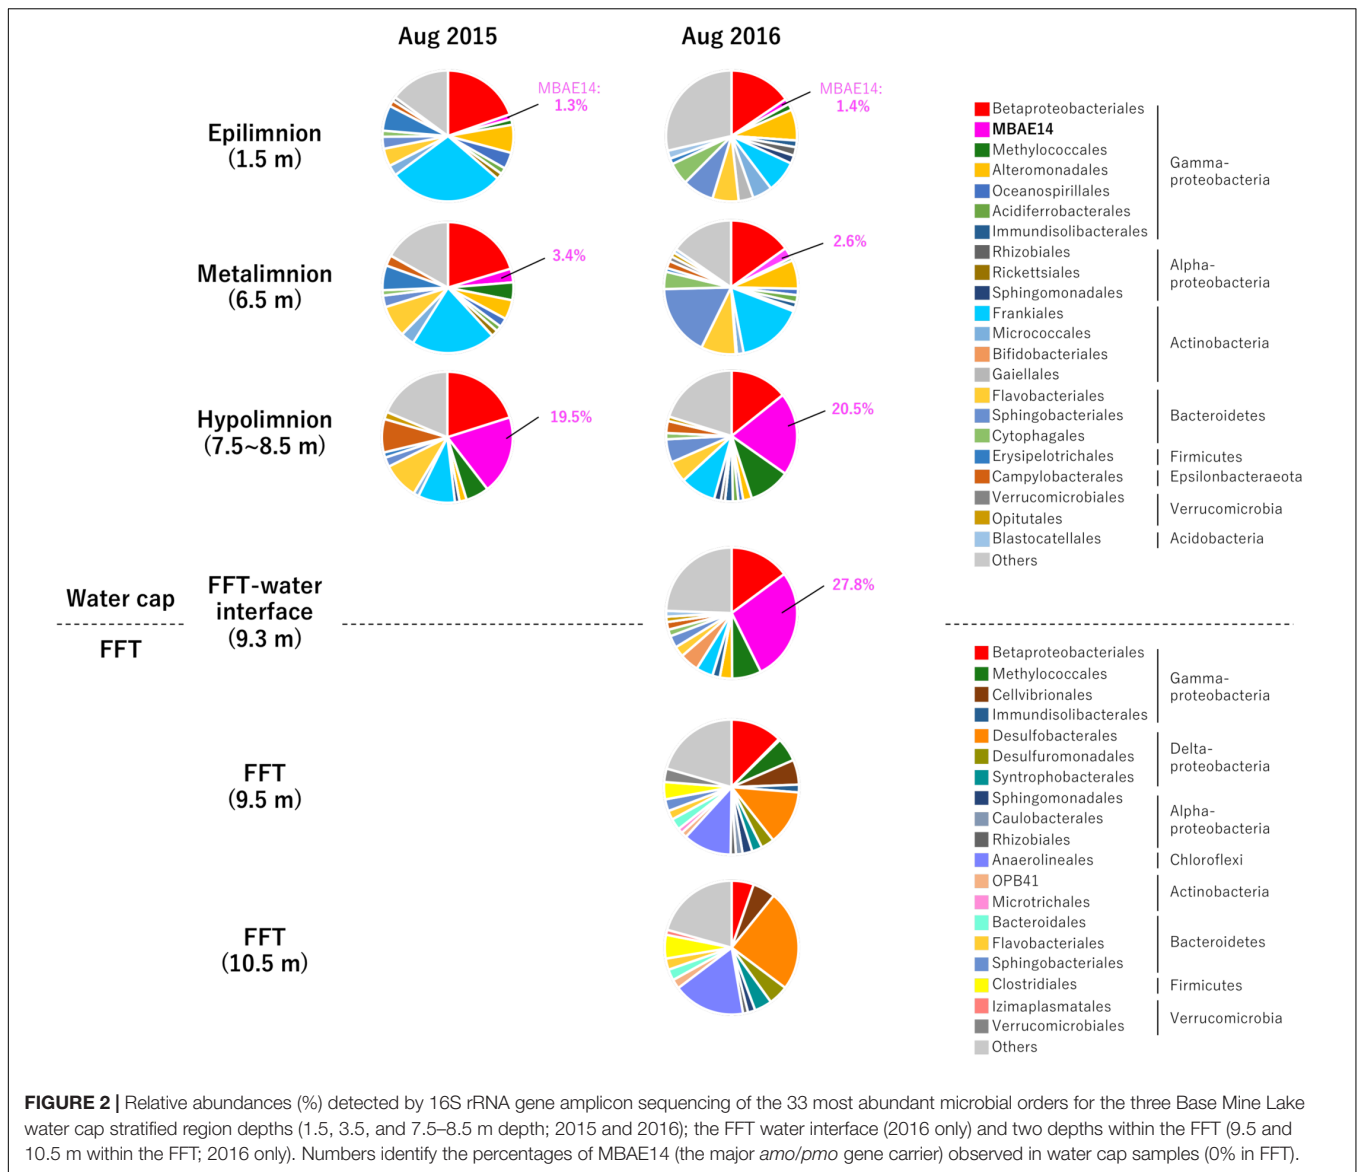 Aug 2015
Aug 2016
Epilimnion
(1.5 m)
MBAE14:
1.3%
MBAE14:
1.4%
Metalimnion
(6.5 m)
3.4%
2.6%
Hypolimnion
(7.5~8.5 m)
19.5%
20.5%
Water cap
FFT
FFT-water
interface
(9.3 m)
27.8%
FFT
(9.5 m)
FFT
(10.5 m)
Betaproteobacteriales
MBAE14
Methylococcales
Alteromonadales
Oceanospirillales
Acidiferrobacterales
Immundisolibacterales
Gamma-
proteobacteria
Rhizobiales
Rickettsiales
Sphingomonadales
Alpha-
proteobacteria
Frankiales
Micrococcales
Bifidobacteriales
Gaiellales
Actinobacteria
Flavobacteriales
Sphingobacteriales
Cytophagales
Bacteroidetes
Erysipelotrichales
Firmicutes
Campylobacterales
Epsilonbacteraeota
Verrucomicrobiales
Opitutales
Verrucomicrobia
Blastocatellales
Acidobacteria
Others
Betaproteobacteriales
Methylococcales
Cellvibrionales
Immundisolibacterales
Gamma-
proteobacteria
Desulfobacterales
Desulfuromonadales
Syntrophobacterales
Delta-
proteobacteria
Sphingomonadales
Caulobacterales
Rhizobiales
Alpha-
proteobacteria
Anaerolineales
Chloroflexi
OPB41
Microtrichales
Actinobacteria
Bacteroidales
Flavobacteriales
Sphingobacteriales
Bacteroidetes
Clostridiales
Firmicutes
Izimaplasmatales
Verrucomicrobiales
Verrucomicrobia
Others
FIGURE 2 | Relative abundances (%) detected by 16S rRNA gene amplicon sequencing of the 33 most abundant microbial orders for the three Base Mine Lake
water cap stratified region depths (1.5, 3.5, and 7.5–8.5 m depth; 2015 and 2016); the FFT water interface (2016 only) and two depths within the FFT (9.5 and
10.5 m within the FFT; 2016 only). Numbers identify the percentages of MBAE14 (the major amo/pmo gene carrier) observed in water cap samples (0% in FFT).